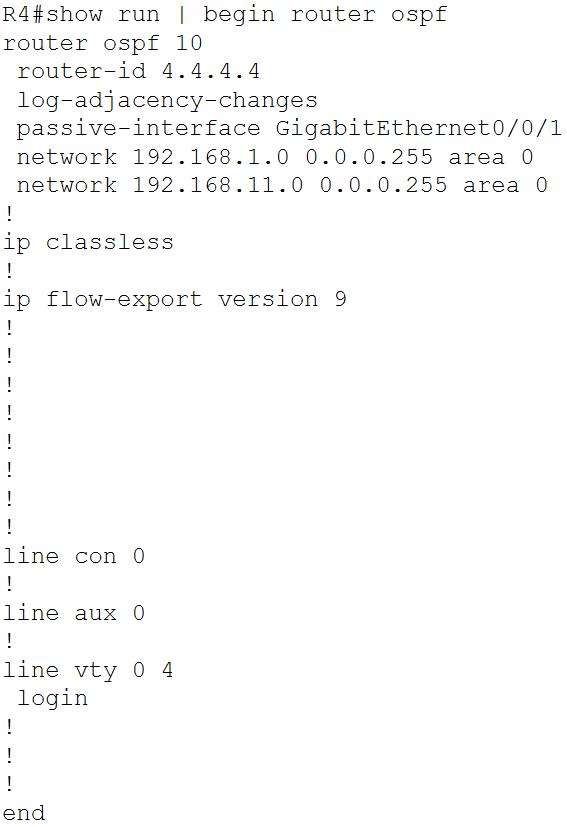 R4#show run | begin router ospf
router ospf 10
 router-id 4.4.4.4
 log-adjacency-changes
 passive-interface GigabitEthernet0/0/1
 network 192.168.1.0 0.0.0.255 area 0
 network 192.168.11.0 0.0.0.255 area 0
!
ip classless
!
ip flow-export version 9
!
!
!
!
!
!
!
!
line con 0
!
line aux 0
!
line vty 0 4
 login
!
!
!
end